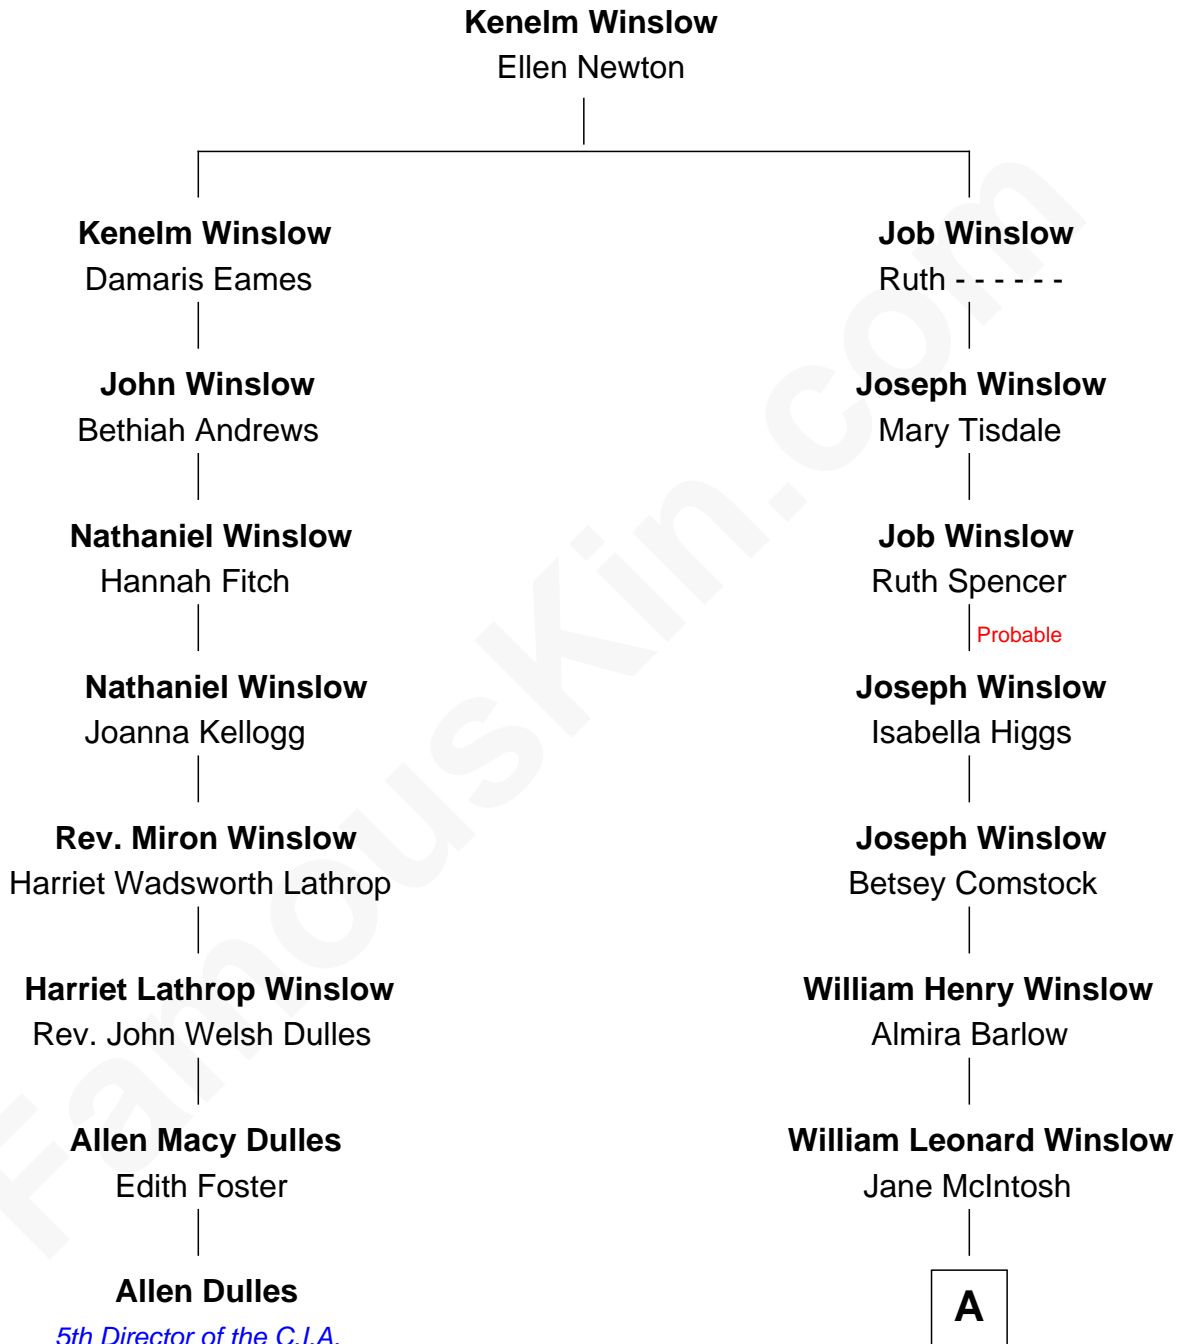 Kenelm Winslow
Ellen Newton
Kenelm Winslow
Damaris Eames
Job Winslow
Ruth - - - - - -
John Winslow
Bethiah Andrews
Joseph Winslow
Mary Tisdale
Nathaniel Winslow
Hannah Fitch
Job Winslow
Ruth Spencer
Probable
Nathaniel Winslow
Joanna Kellogg
Joseph Winslow
Isabella Higgs
Rev. Miron Winslow
Harriet Wadsworth Lathrop
Joseph Winslow
Betsey Comstock
Harriet Lathrop Winslow
Rev. John Welsh Dulles
William Henry Winslow
Almira Barlow
Allen Macy Dulles
Edith Foster
William Leonard Winslow
Jane McIntosh
Allen Dulles
5th Director of the C.I.A.
A
FamousKin.com